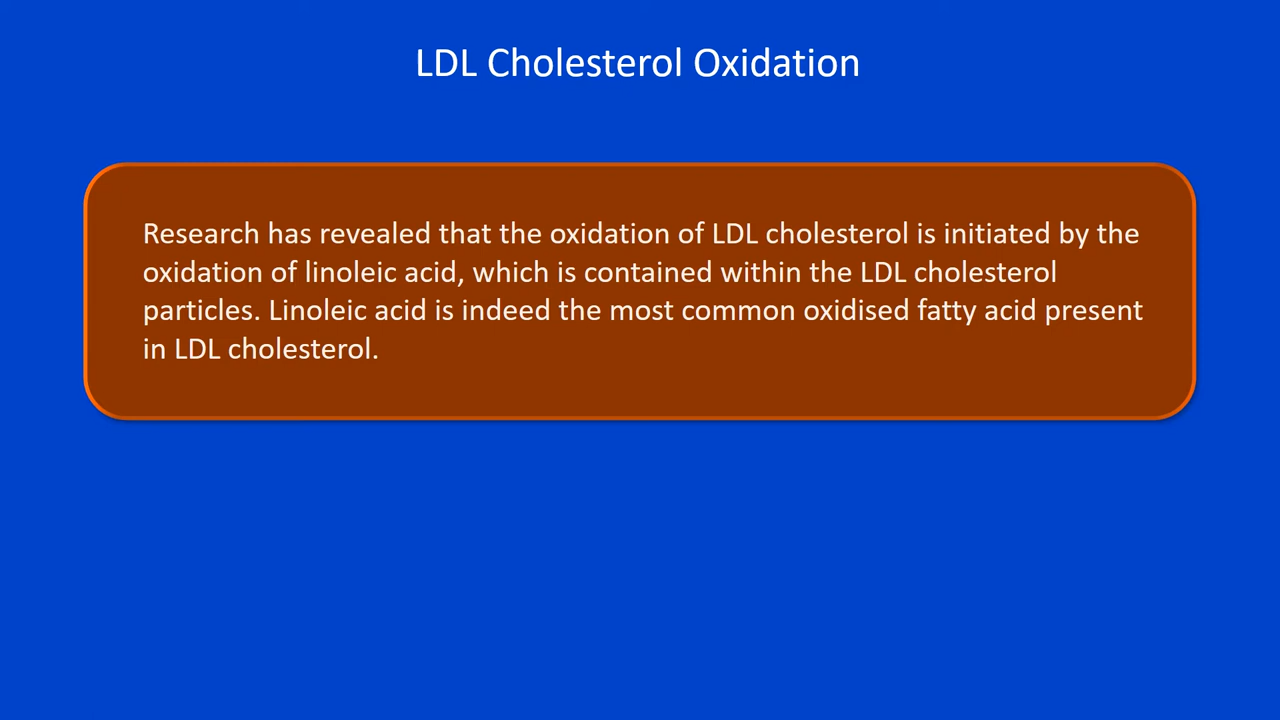 LDL Cholesterol Oxidation
Research has revealed that the oxidation of LDL cholesterol is initiated by the
oxidation of linoleic acid, which is contained within the LDL cholesterol
particles. Linoleic acid is indeed the most common oxidised fatty acid present
in LDL cholesterol.